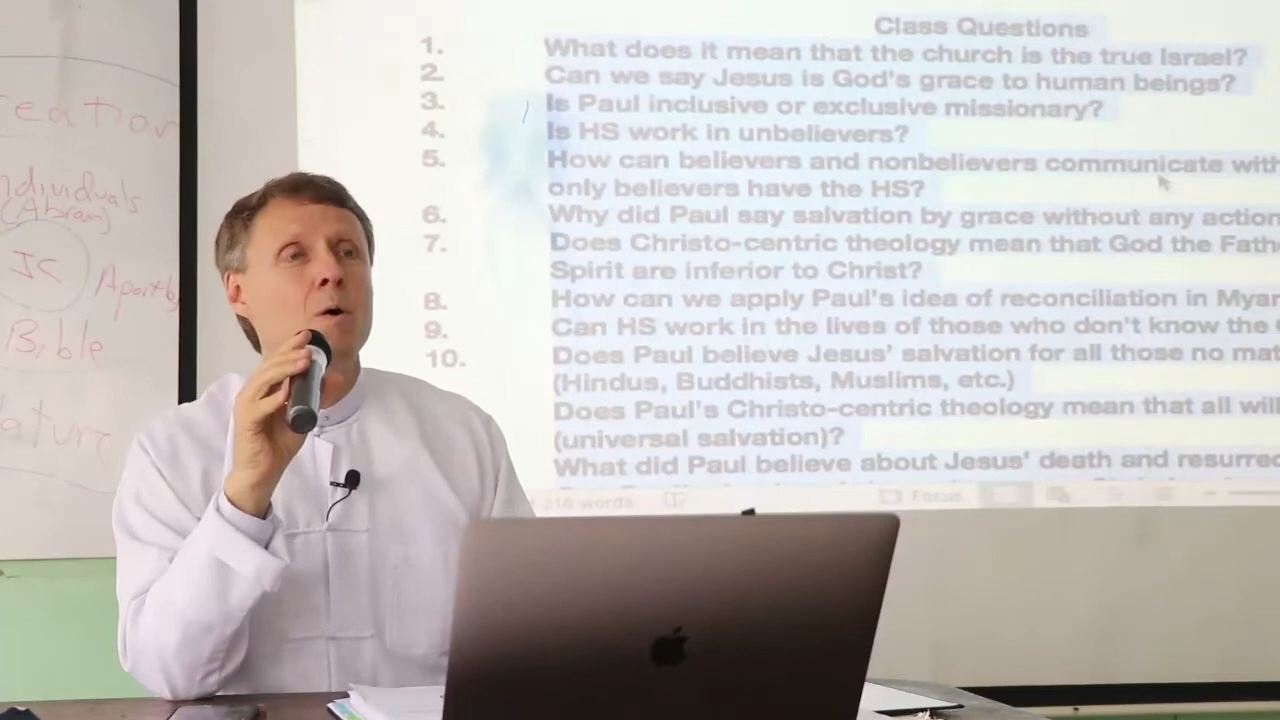 Class Questions
1. What does it mean that the church is the true Israel?
2. Can we say Jesus is God's grace to human beings?
3. Is Paul inclusive or exclusive missionary?
4. Is HS work in unbelievers?
5. How can believers and nonbelievers communicate with
only believers have the HS?
6. Why did Paul say salvation by grace without any action
7. Does Christo-centric theology mean that God the Fath
Spirit are inferior to Christ?
8. How can we apply Paul's idea of reconciliation in Myan
9. Can HS work in the lives of those who don't know the
10. Does Paul believe Jesus' salvation for all those no mat
(Hindus, Buddhists, Muslims, etc.)
Does Paul's Christo-centric theology mean that all will
(universal salvation)?
What did Paul believe about Jesus' death and resurrec
218 words
Focus
eation
ndividuals
(Abram)
JC
Bible
ature